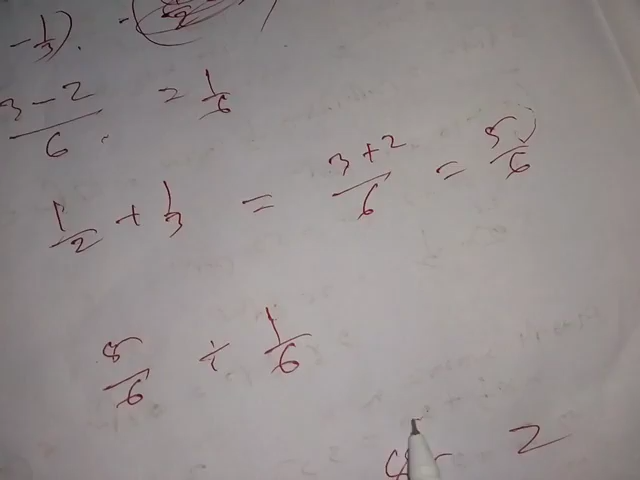 - 1/3) . - (
3 - 2 / 6 . = 1/6
1/2 + 1/3 = 3 + 2 / 6 = 5/6
5/6 ÷ 1/6
2